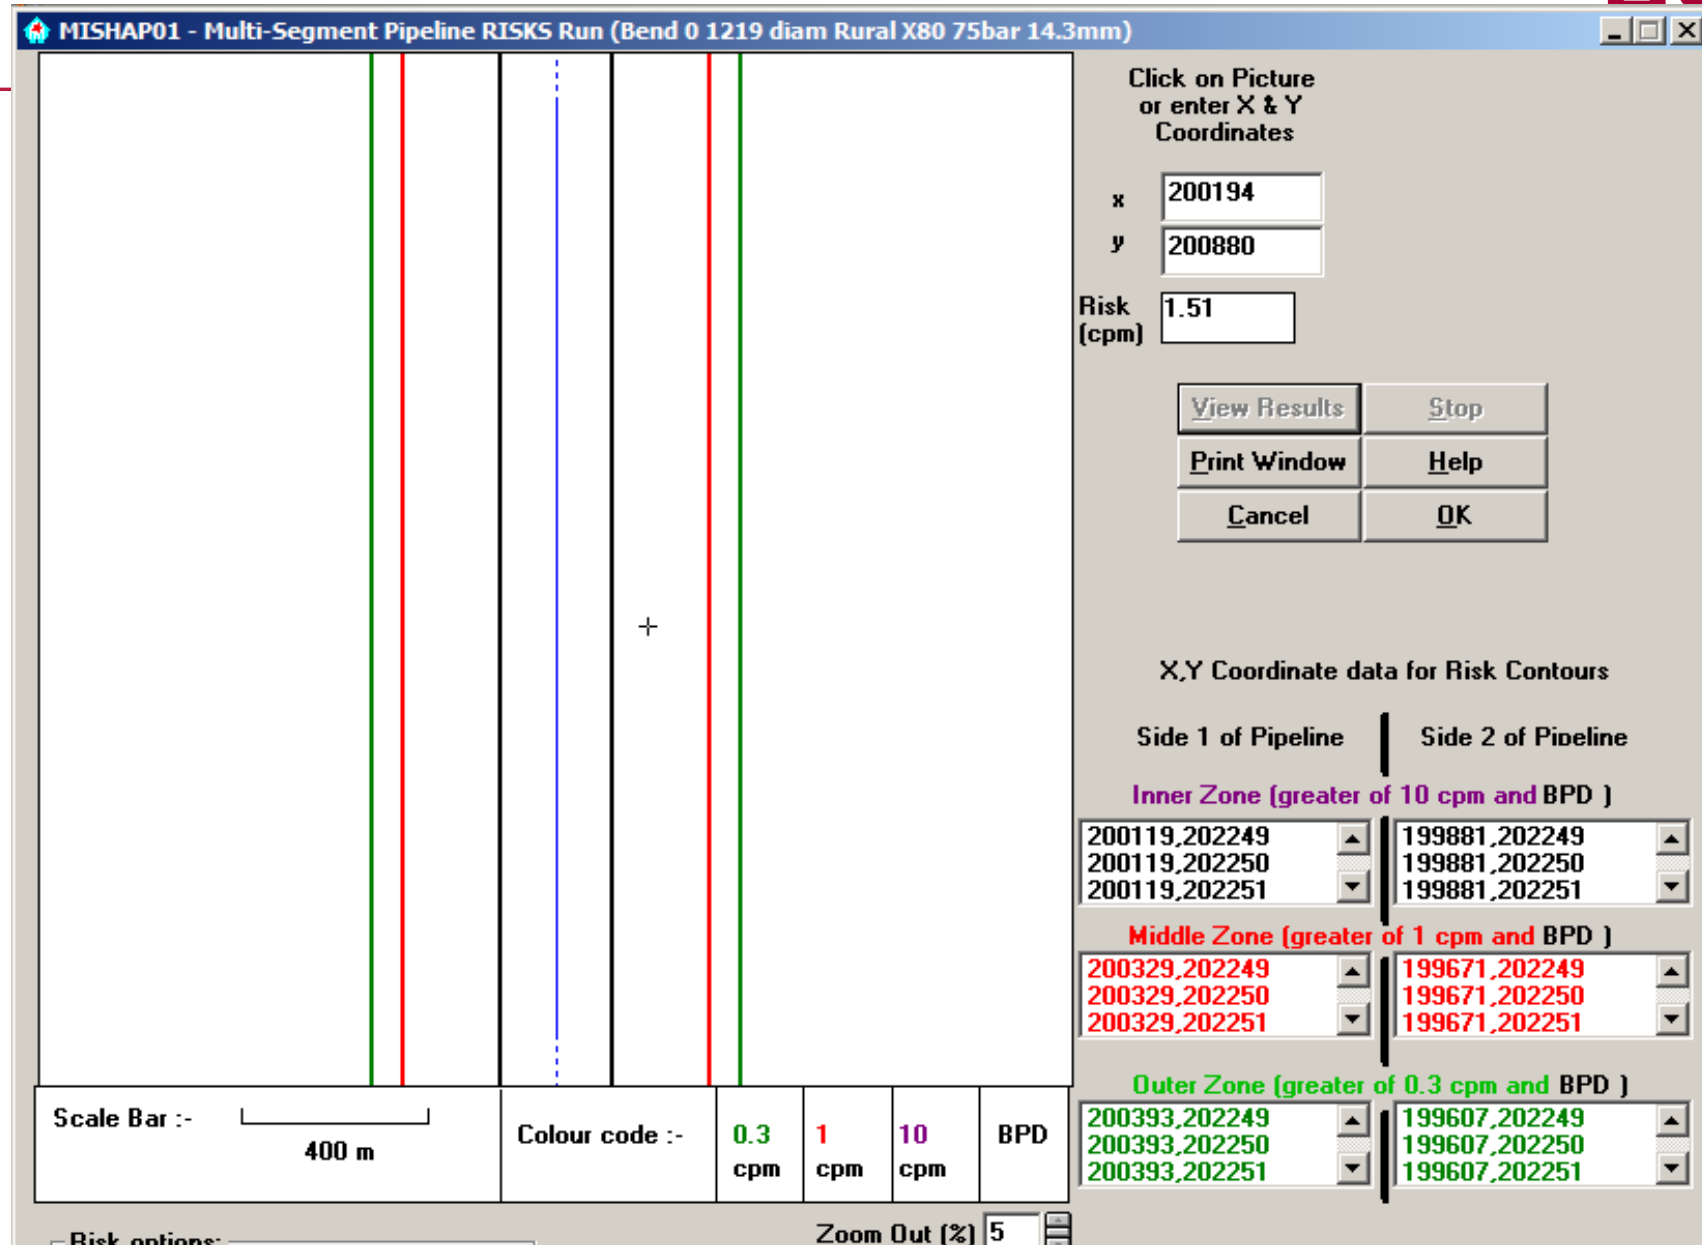 MISHAP01 - Multi-Segment Pipeline RISKS Run (Bend 0 1219 diam Rural X80 75bar 14.3mm)
Click on Picture
or enter X & Y
Coordinates
x 200194
y 200880
Risk (cpm) 1.51
View Results Stop
Print Window Help
Cancel OK
X,Y Coordinate data for Risk Contours
Side 1 of Pipeline Side 2 of Pipeline
Inner Zone (greater of 10 cpm and BPD )
200119,202249 199881,202249
200119,202250 199881,202250
200119,202251 199881,202251
Middle Zone (greater of 1 cpm and BPD )
200329,202249 199671,202249
200329,202250 199671,202250
200329,202251 199671,202251
Outer Zone (greater of 0.3 cpm and BPD )
200393,202249 199607,202249
200393,202250 199607,202250
200393,202251 199607,202251
Scale Bar :- 400 m
Colour code :- 0.3 cpm 1 cpm 10 cpm BPD
Zoom Out (%) 5
Risk options: